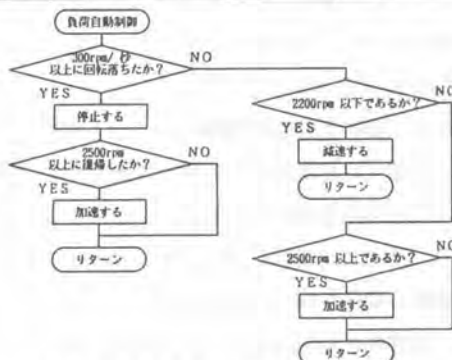 負荷自動制御
300rpm/ 秒
以上に回転落ちたか?
NO
YES
停止する
2500rpm
以上に復帰したか?
NO
YES
加速する
リターン
2200rpm 以下であるか?
NO
YES
減速する
リターン
2500rpm 以上であるか?
NO
YES
加速する
リターン